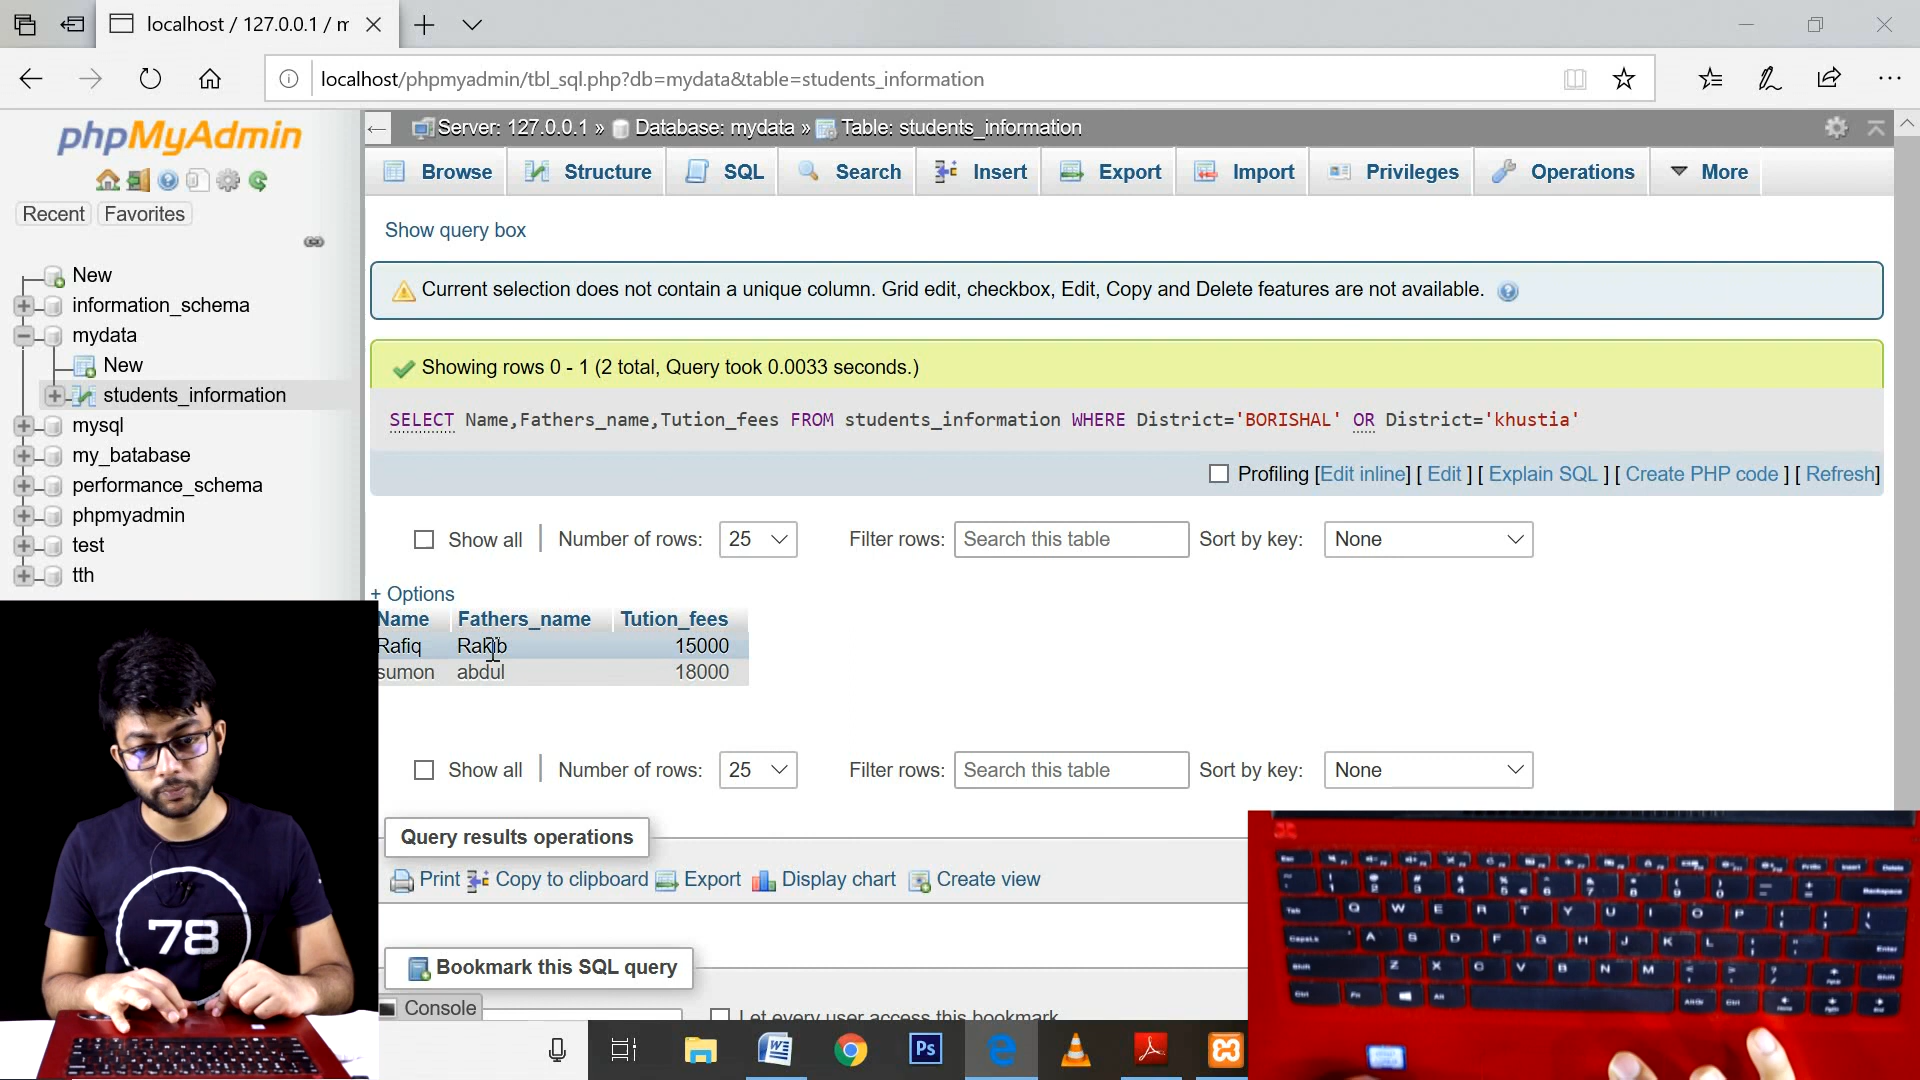 localhost / 127.0.0.1 / m
localhost/phpmyadmin/tbl_sql.php?db=mydata&table=students_information
phpMyAdmin
Recent Favorites
New
information_schema
mydata
New
students_information
mysql
my_batabase
performance_schema
phpmyadmin
test
tth
Server: 127.0.0.1 » Database: mydata » Table: students_information
Browse Structure SQL Search Insert Export Import Privileges Operations More
Show query box
Current selection does not contain a unique column. Grid edit, checkbox, Edit, Copy and Delete features are not available.
Showing rows 0 - 1 (2 total, Query took 0.0033 seconds.)
SELECT Name,Fathers_name,Tution_fees FROM students_information WHERE District='BORISHAL' OR District='khustia'
Profiling [Edit inline] [ Edit ] [ Explain SQL ] [ Create PHP code ] [ Refresh]
Show all | Number of rows: 25 Filter rows: Search this table Sort by key: None
+ Options
Name Fathers_name Tution_fees
Rafiq Rakib 15000
sumon abdul 18000
Show all | Number of rows: 25 Filter rows: Search this table Sort by key: None
Query results operations
Print Copy to clipboard Export Display chart Create view
Bookmark this SQL query
Console
Let every user access this bookmark
Ps
78
Q W E R T Y U I O P
A S D F G H J K L
Z X C V B N M